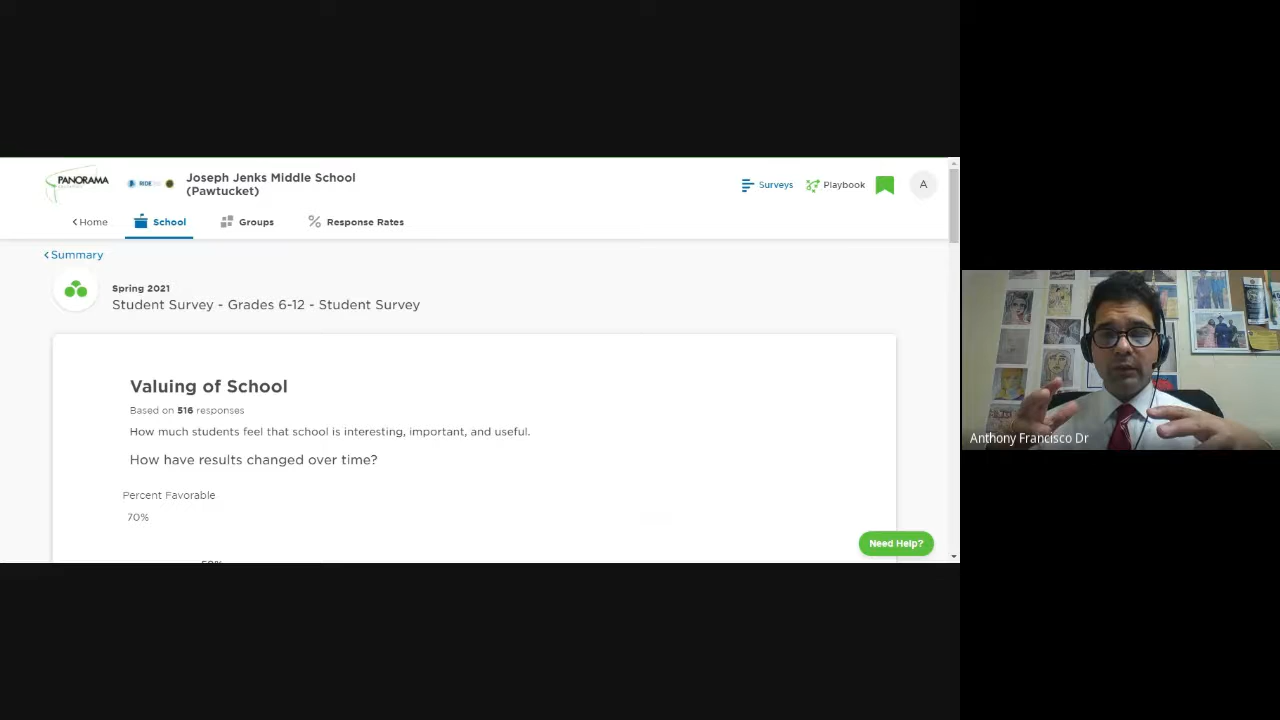 PANORAMA
RIDE
Joseph Jenks Middle School
(Pawtucket)
Surveys
Playbook
A
Home
School
Groups
Response Rates
Summary
Spring 2021
Student Survey - Grades 6-12 - Student Survey
Valuing of School
Based on 516 responses
How much students feel that school is interesting, important, and useful.
How have results changed over time?
Percent Favorable
70%
Need Help?
Anthony Francisco Dr